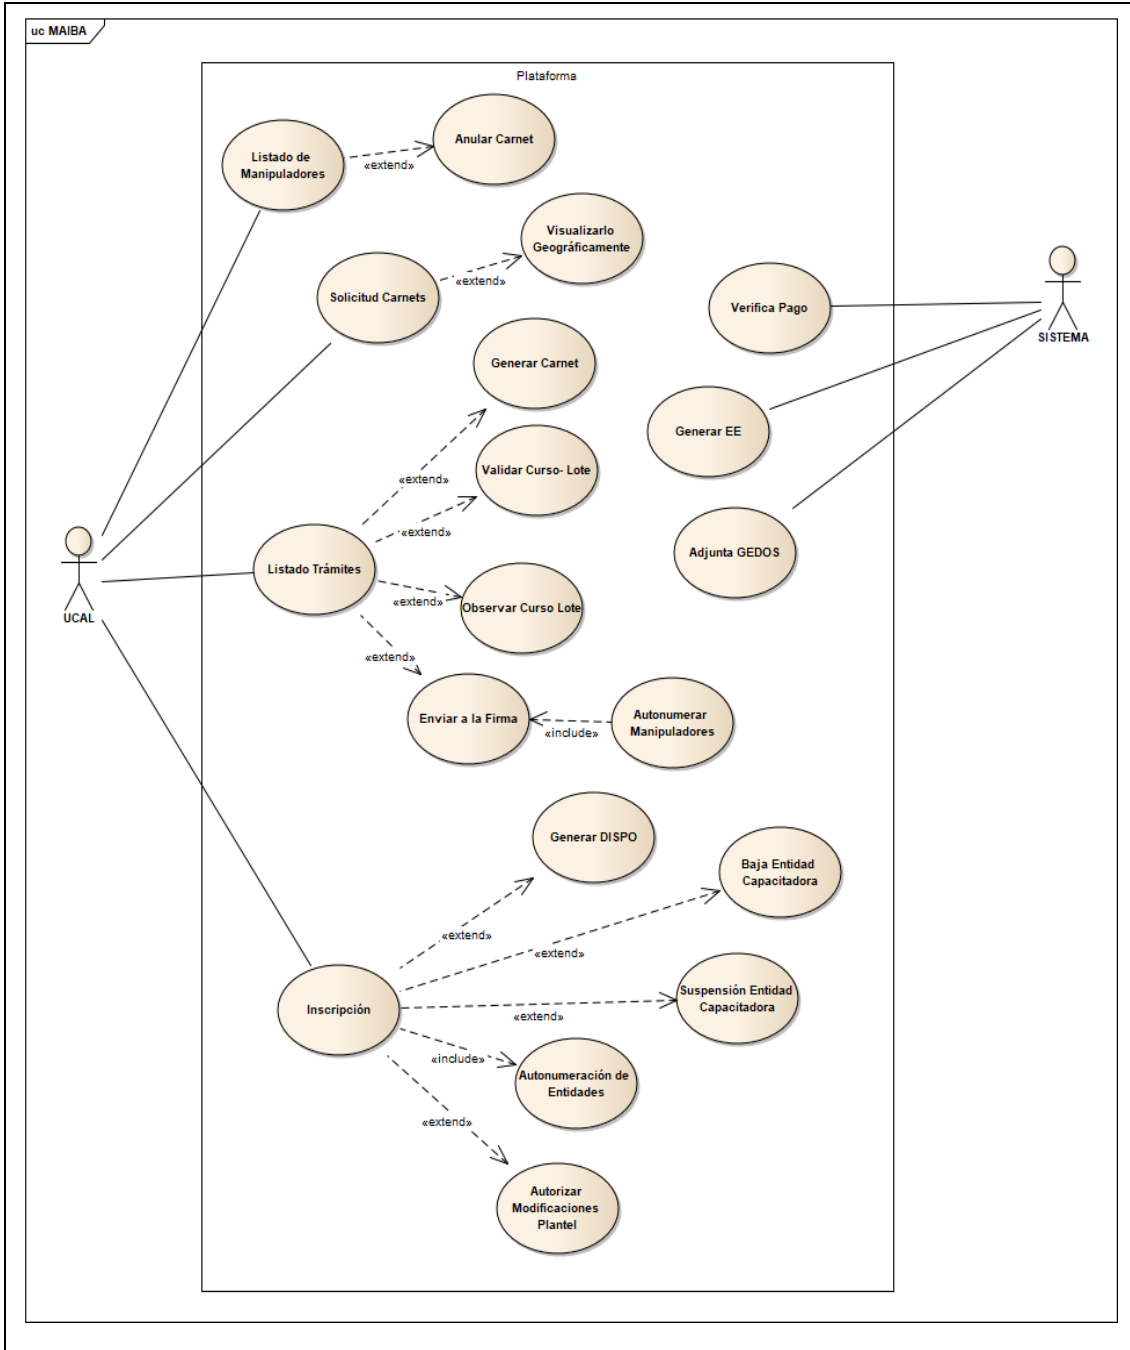 uc MAIBA
Plataforma
Anular Carnet
Listado de
Manipuladores
«extend»
Visualizarlo
Geográficamente
«extend»
Solicitud Carnets
Verifica Pago
SISTEMA
Generar Carnet
Generar EE
«extend»
Validar Curso- Lote
«extend»
Adjunta GEDOS
Listado Trámites
UCAL
«extend»
Observar Curso Lote
«extend»
Enviar a la Firma
«include»
Autonumerar
Manipuladores
Generar DISPO
Baja Entidad
Capacitadora
«extend»
«extend»
Suspensión Entidad
Capacitadora
«extend»
Inscripción
«include»
Autonumeración de
Entidades
«extend»
Autorizar
Modificaciones
Plantel